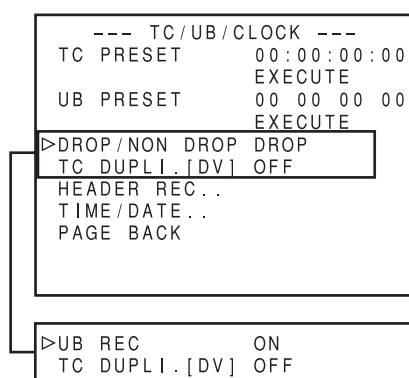 --- TC/UB/CLOCK ---
TC PRESET 00:00:00:00
EXECUTE
UB PRESET 00 00 00 00
EXECUTE
▷DROP/NON DROP DROP
TC DUPLI.[DV] OFF
HEADER REC..
TIME/DATE..
PAGE BACK
▷UB REC ON
TC DUPLI.[DV] OFF